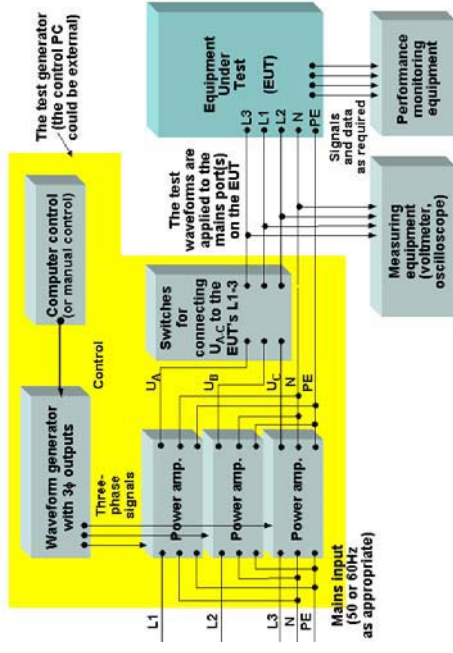 The test generator
(the control PC
could be external)
Computer control
(or manual control)
Control
Waveform generator
with 3ϕ outputs
Three-
phase
signals
Power amp.
Power amp.
Power amp.
L1
L2
L3
N
PE
Mains input
(50 or 60Hz
as appropriate)
U_A
U_B
U_C
N
PE
Switches
for
connecting
U_A-C to the
EUT's L1-3
The test
waveforms are
applied to the
mains port(s)
on the EUT
L3
L1
L2
N
PE
Equipment
Under
Test
(EUT)
Signals
and data
as required
Measuring
equipment
(voltmeter,
oscilloscope)
Performance
monitoring
equipment